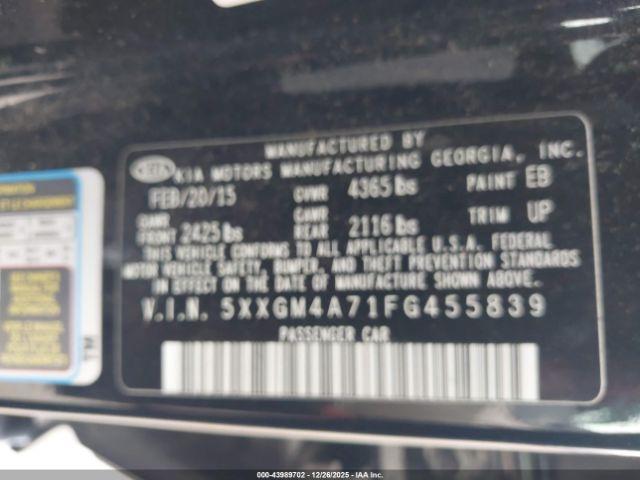 MANUFACTURED BY
KIA KIA MOTORS MANUFACTURING GEORGIA, INC.
FEB/20/15 GVWR 4365 lbs PAINT EB
GAWR FRONT 2425 lbs GAWR REAR 2116 lbs TRIM UP
THIS VEHICLE CONFORMS TO ALL APPLICABLE U.S.A. FEDERAL
MOTOR VEHICLE SAFETY, BUMPER, AND THEFT PREVENTION STANDARDS
IN EFFECT ON THE DATE OF MANUFACTURE SHOWN ABOVE.
V.I.N. 5XXGM4A71FG455839
PASSENGER CAR
TM
000-43989702 - 12/26/2025 - IAA Inc.